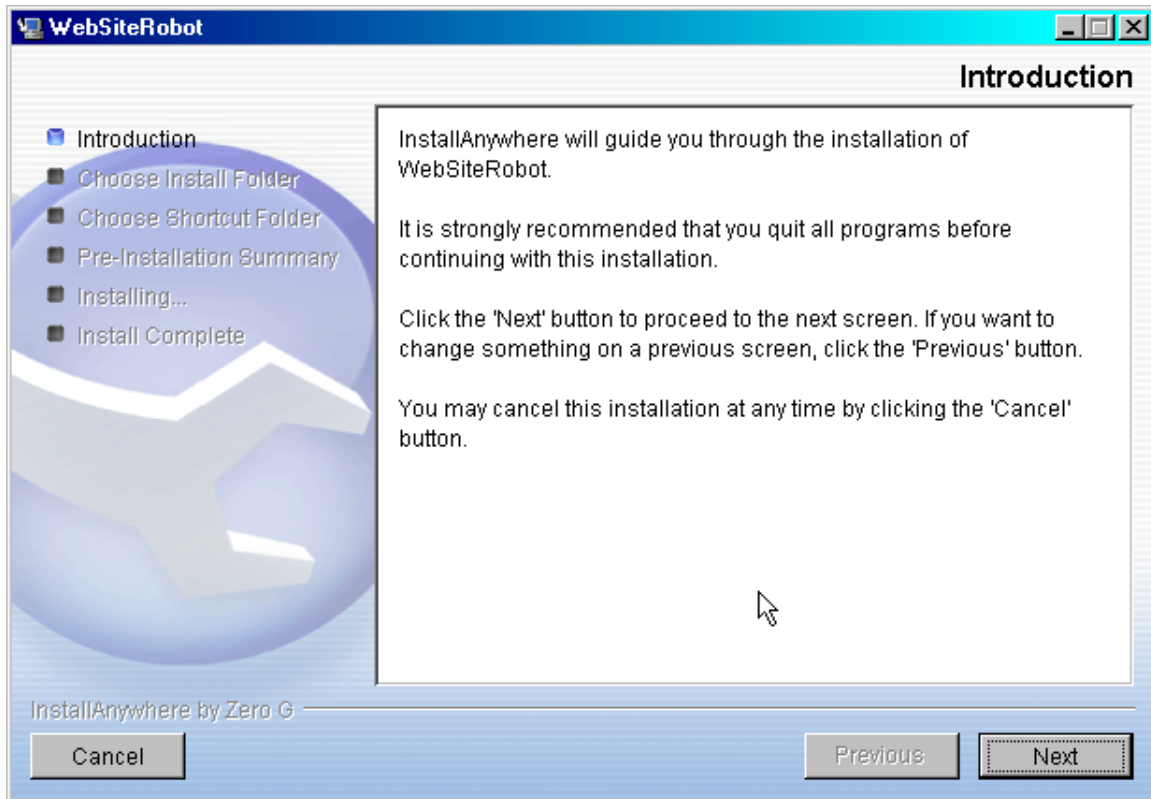 WebSiteRobot
Introduction
Introduction
Choose Install Folder
Choose Shortcut Folder
Pre-Installation Summary
Installing...
Install Complete
InstallAnywhere will guide you through the installation of
WebSiteRobot.
It is strongly recommended that you quit all programs before
continuing with this installation.
Click the 'Next' button to proceed to the next screen. If you want to
change something on a previous screen, click the 'Previous' button.
You may cancel this installation at any time by clicking the 'Cancel'
button.
InstallAnywhere by Zero G
Cancel
Previous
Next